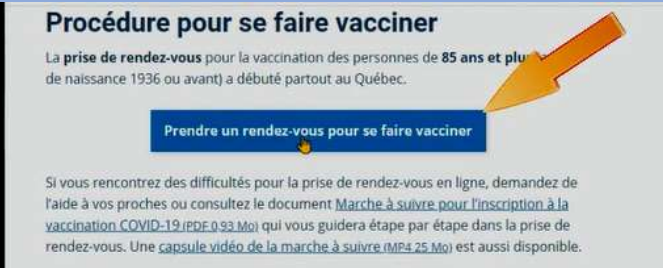 Procédure pour se faire vacciner
La prise de rendez-vous pour la vaccination des personnes de 85 ans et plu
de naissance 1936 ou avant) a débuté partout au Québec.
Prendre un rendez-vous pour se faire vacciner
Si vous rencontrez des difficultés pour la prise de rendez-vous en ligne, demandez de
l'aide à vos proches ou consultez le document Marche à suivre pour l'inscription à la
vaccination COVID-19 (PDF 0,93 Mo) qui vous guidera étape par étape dans la prise de
rendez-vous. Une capsule vidéo de la marche à suivre (MP4 25 Mo) est aussi disponible.